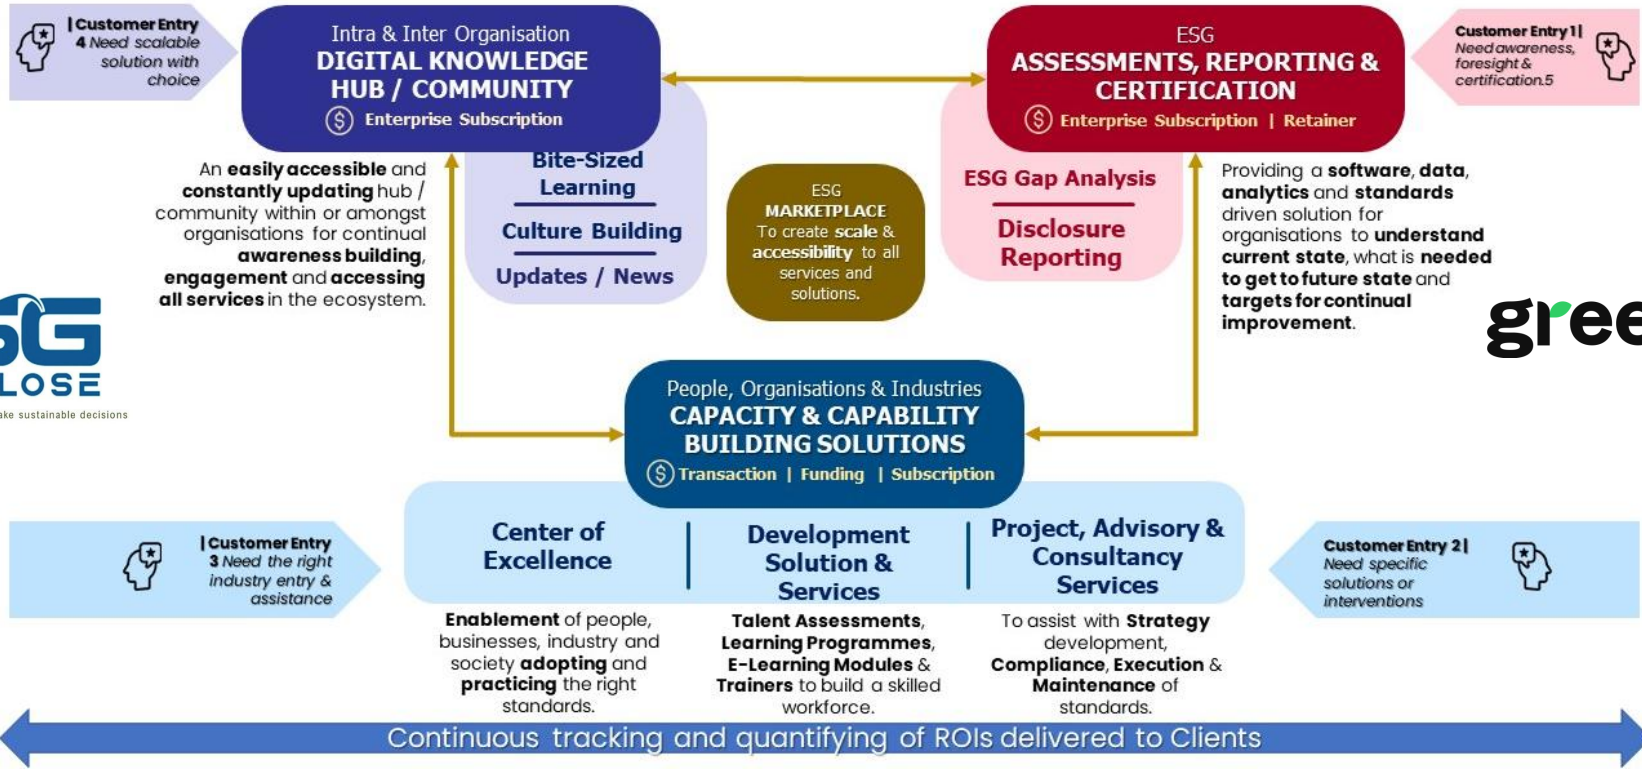 | Customer Entry
4 Need scalable
solution with
choice
Intra & Inter Organisation
DIGITAL KNOWLEDGE
HUB / COMMUNITY
$ Enterprise Subscription
ESG
ASSESSMENTS, REPORTING &
CERTIFICATION
$ Enterprise Subscription | Retainer
Customer Entry 1 |
Need awareness,
foresight &
certification.5
An easily accessible and
constantly updating hub /
community within or amongst
organisations for continual
awareness building,
engagement and accessing
all services in the ecosystem.
Bite-Sized
Learning
Culture Building
Updates / News
ESG
MARKETPLACE
To create scale &
accessibility to all
services and
solutions.
ESG Gap Analysis
Disclosure
Reporting
Providing a software, data,
analytics and standards
driven solution for
organisations to understand
current state, what is needed
to get to future state and
targets for continual
improvement.
SG
LOSE
ake sustainable decisions
gree
People, Organisations & Industries
CAPACITY & CAPABILITY
BUILDING SOLUTIONS
$ Transaction | Funding | Subscription
| Customer Entry
3 Need the right
industry entry &
assistance
Center of
Excellence
Development
Solution &
Services
Project, Advisory &
Consultancy
Services
Customer Entry 2 |
Need specific
solutions or
interventions
Enablement of people,
businesses, industry and
society adopting and
practicing the right
standards.
Talent Assessments,
Learning Programmes,
E-Learning Modules &
Trainers to build a skilled
workforce.
To assist with Strategy
development,
Compliance, Execution &
Maintenance of
standards.
Continuous tracking and quantifying of ROIs delivered to Clients